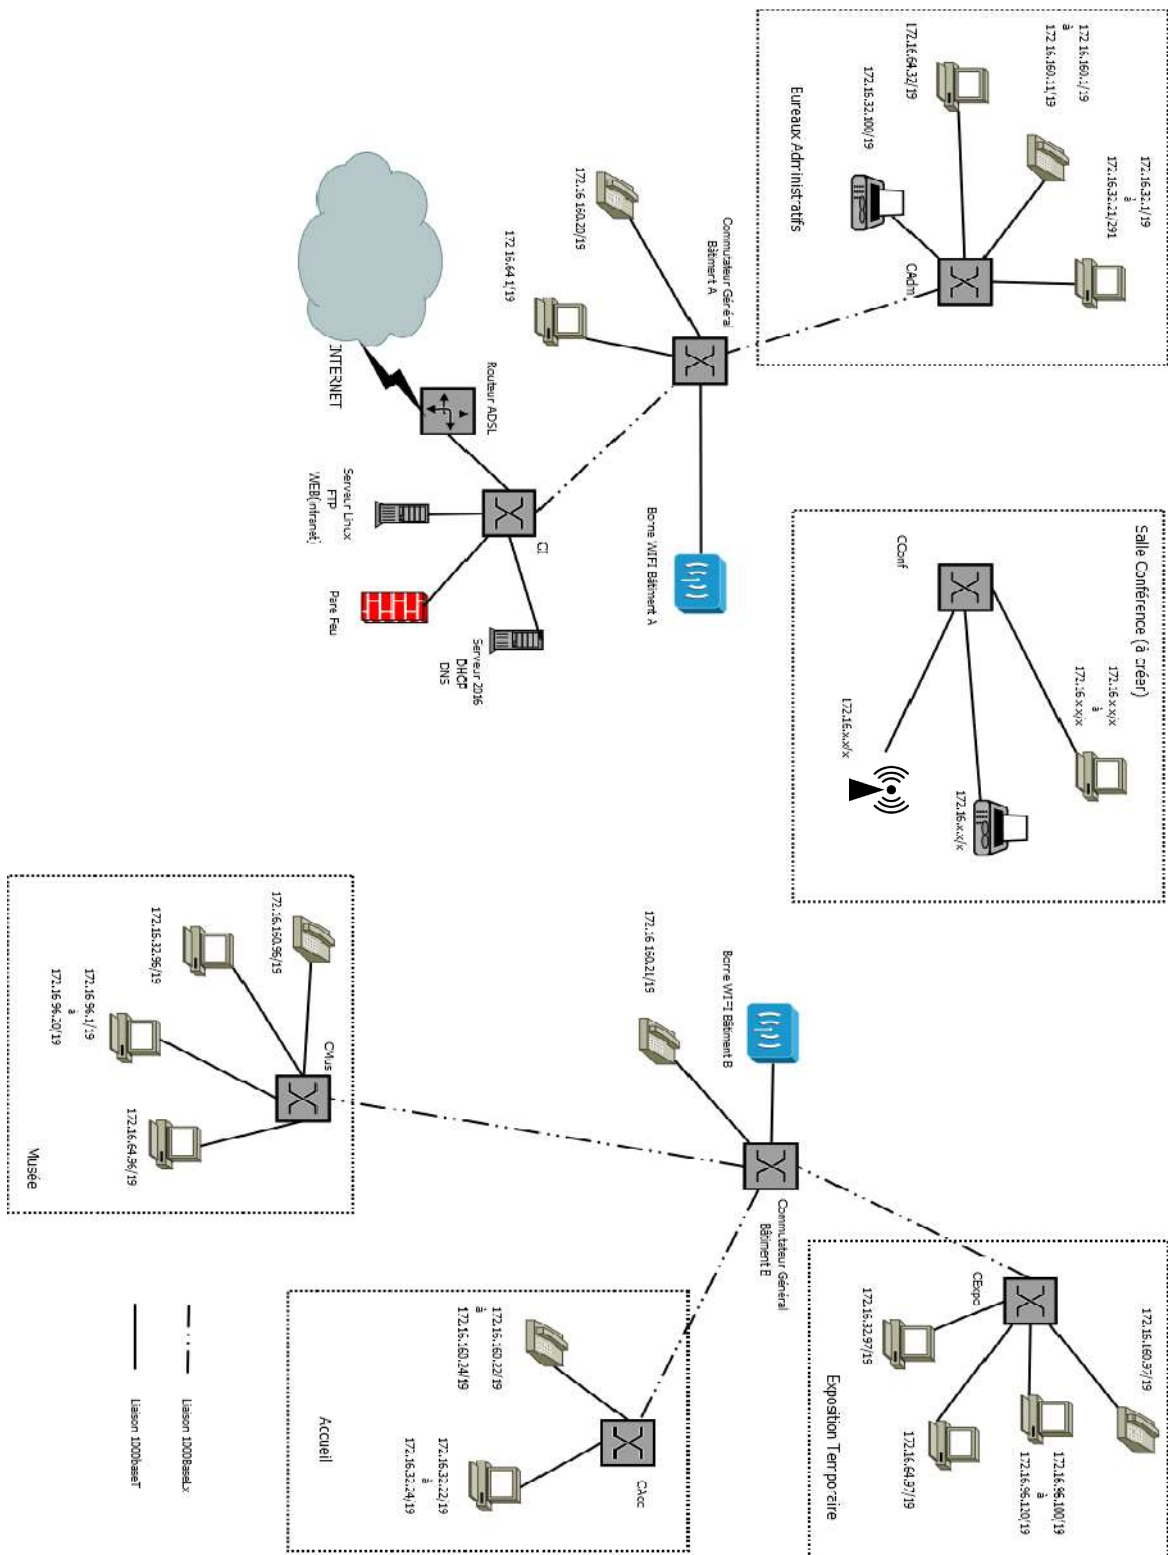 172.16.160.1/19
à
172.16.160.11/19
172.16.32.1/19
à
172.16.32.21/291
172.16.64.32/19
172.16.32.100/19
CAdm
Bureaux Administratifs
172.16.160.20/19
172.16.64.1/19
Commutateur Général
Bâtiment A
Borne WIFI Bâtiment A
INTERNET
Routeur ADSL
CI
Serveur Linux
FTP
WEB(intranet)
Pare Feu
Serveur 2016
DHCP
DNS
Salle Conférence (à créer)
CConf
172.16.x.x/x
à
172.16.x.x/x
172.16.x.x/x
172.16.x.x/x
Borne WIFI Bâtiment B
172.16.160.21/19
Commutateur Général
Bâtiment B
172.16.160.96/19
172.16.32.96/19
172.16.96.1/19
à
172.16.96.20/19
172.16.64.96/19
CMus
Musée
172.16.160.97/19
CExpo
172.16.32.97/19
172.16.96.100/19
à
172.16.96.120/19
172.16.64.97/19
Exposition Temporaire
172.16.160.22/19
à
172.16.160.24/19
CAcc
172.16.32.22/19
à
172.16.32.24/19
Accueil
Liaison 1000BaseLx
Liaison 1000baseT